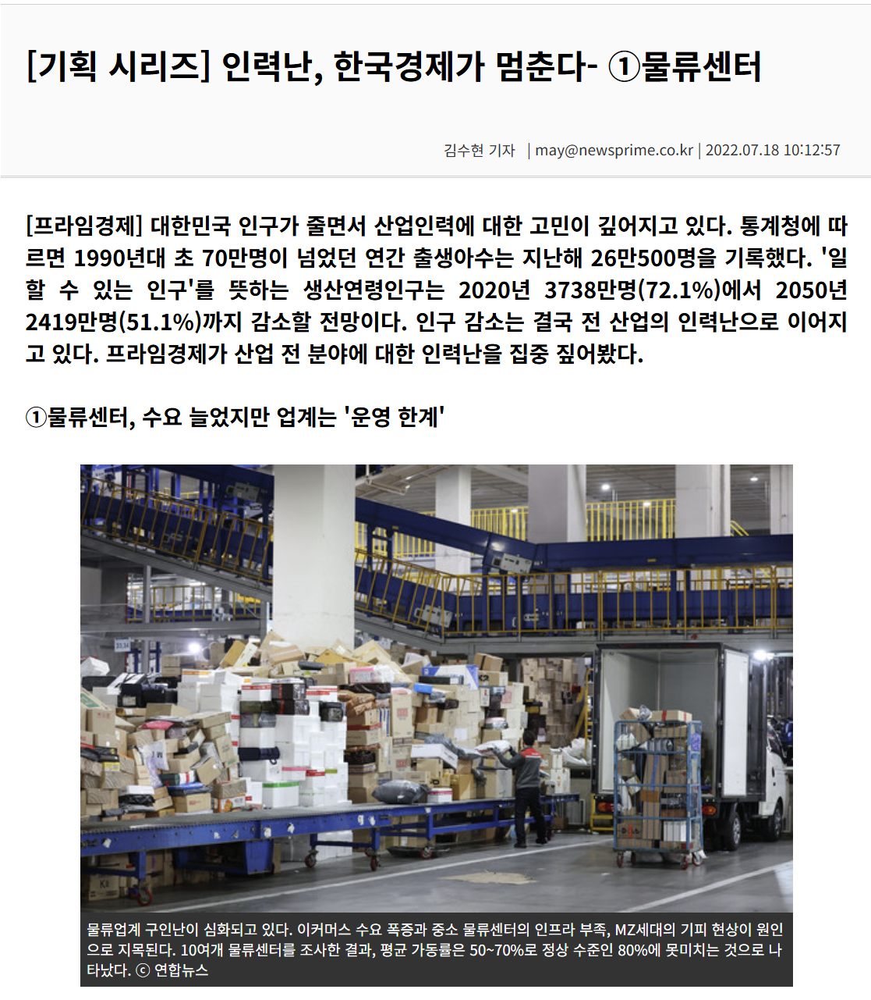 [기획 시리즈] 인력난, 한국경제가 멈춘다- ①물류센터
김수현 기자 | may@newsprime.co.kr | 2022.07.18 10:12:57
[프라임경제] 대한민국 인구가 줄면서 산업인력에 대한 고민이 깊어지고 있다. 통계청에 따
르면 1990년대 초 70만명이 넘었던 연간 출생아수는 지난해 26만500명을 기록했다. '일
할 수 있는 인구'를 뜻하는 생산연령인구는 2020년 3738만명(72.1%)에서 2050년
2419만명(51.1%)까지 감소할 전망이다. 인구 감소는 결국 전 산업의 인력난으로 이어지
고 있다. 프라임경제가 산업 전 분야에 대한 인력난을 집중 짚어봤다.
①물류센터, 수요 늘었지만 업계는 '운영 한계'
물류업계 구인난이 심화되고 있다. 이커머스 수요 폭증과 중소 물류센터의 인프라 부족, MZ세대의 기피 현상이 원인
으로 지목된다. 10여개 물류센터를 조사한 결과, 평균 가동률은 50~70%로 정상 수준인 80%에 못미치는 것으로 나
타났다. ⓒ 연합뉴스